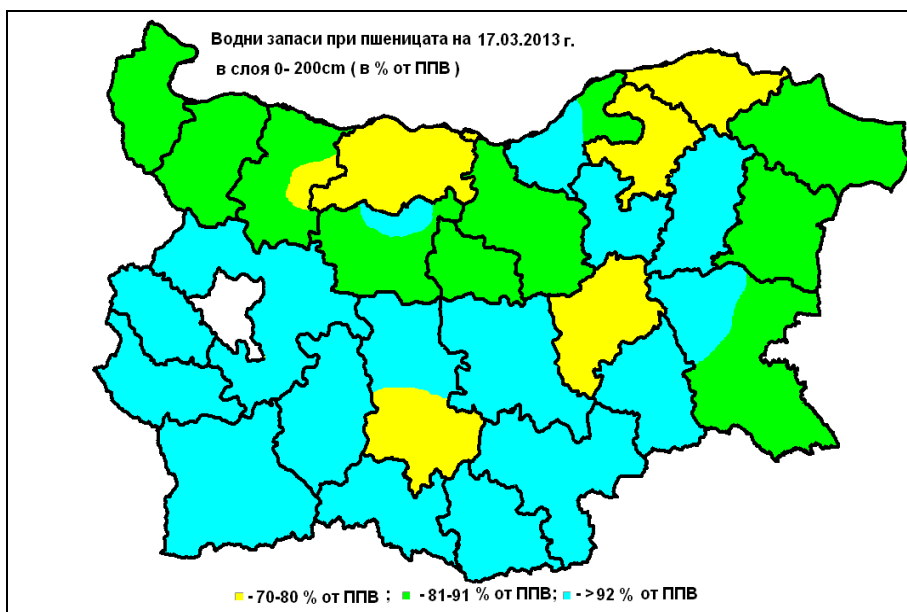 Водни запаси при пшеницата на 17.03.2013 г.
в слоя 0- 200cm ( в % от ППВ )
- 70-80 % от ППВ ; - 81-91 % от ППВ; - >92 % от ППВ